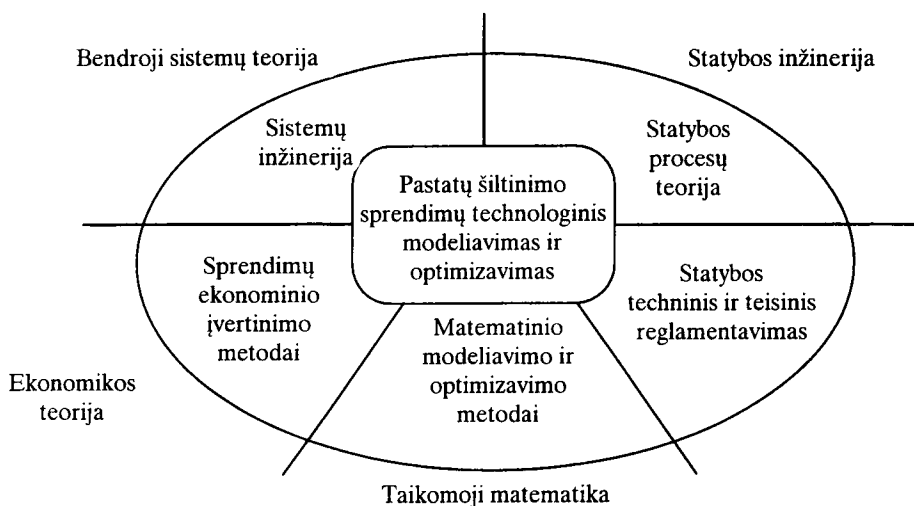 Bendroji sistemų teorija
Statybos inžinerija
Sistemų
inžinerija
Statybos
procesų
teorija
Pastatų šiltinimo
sprendimų technologinis
modeliavimas ir
optimizavimas
Sprendimų
ekonominio
įvertinimo
metodai
Matematinio
modeliavimo ir
optimizavimo
metodai
Statybos
techninis ir teisinis
reglamentavimas
Ekonomikos
teorija
Taikomoji matematika